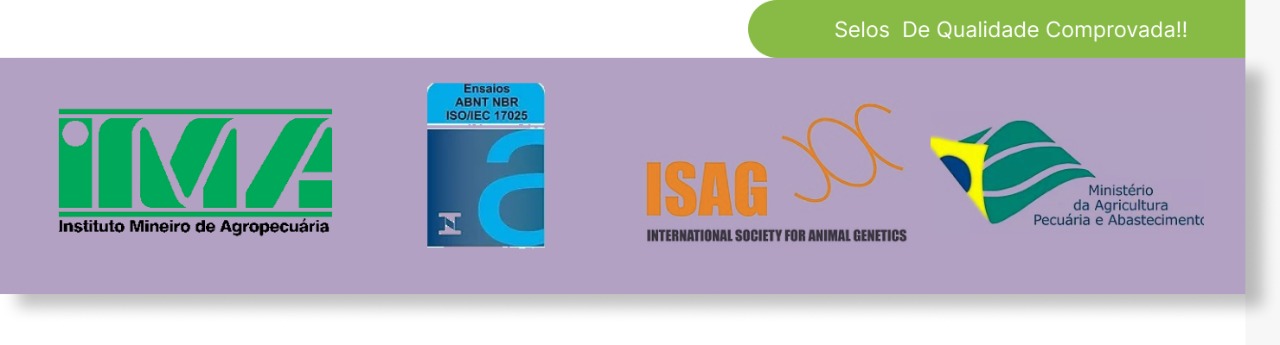 Selos De Qualidade Comprovada!!
iMA
Instituto Mineiro de Agropecuária
Ensaios
ABNT NBR
ISO/IEC 17025
a
ISAG
INTERNATIONAL SOCIETY FOR ANIMAL GENETICS
Ministério
da Agricultura
Pecuária e Abastecimento